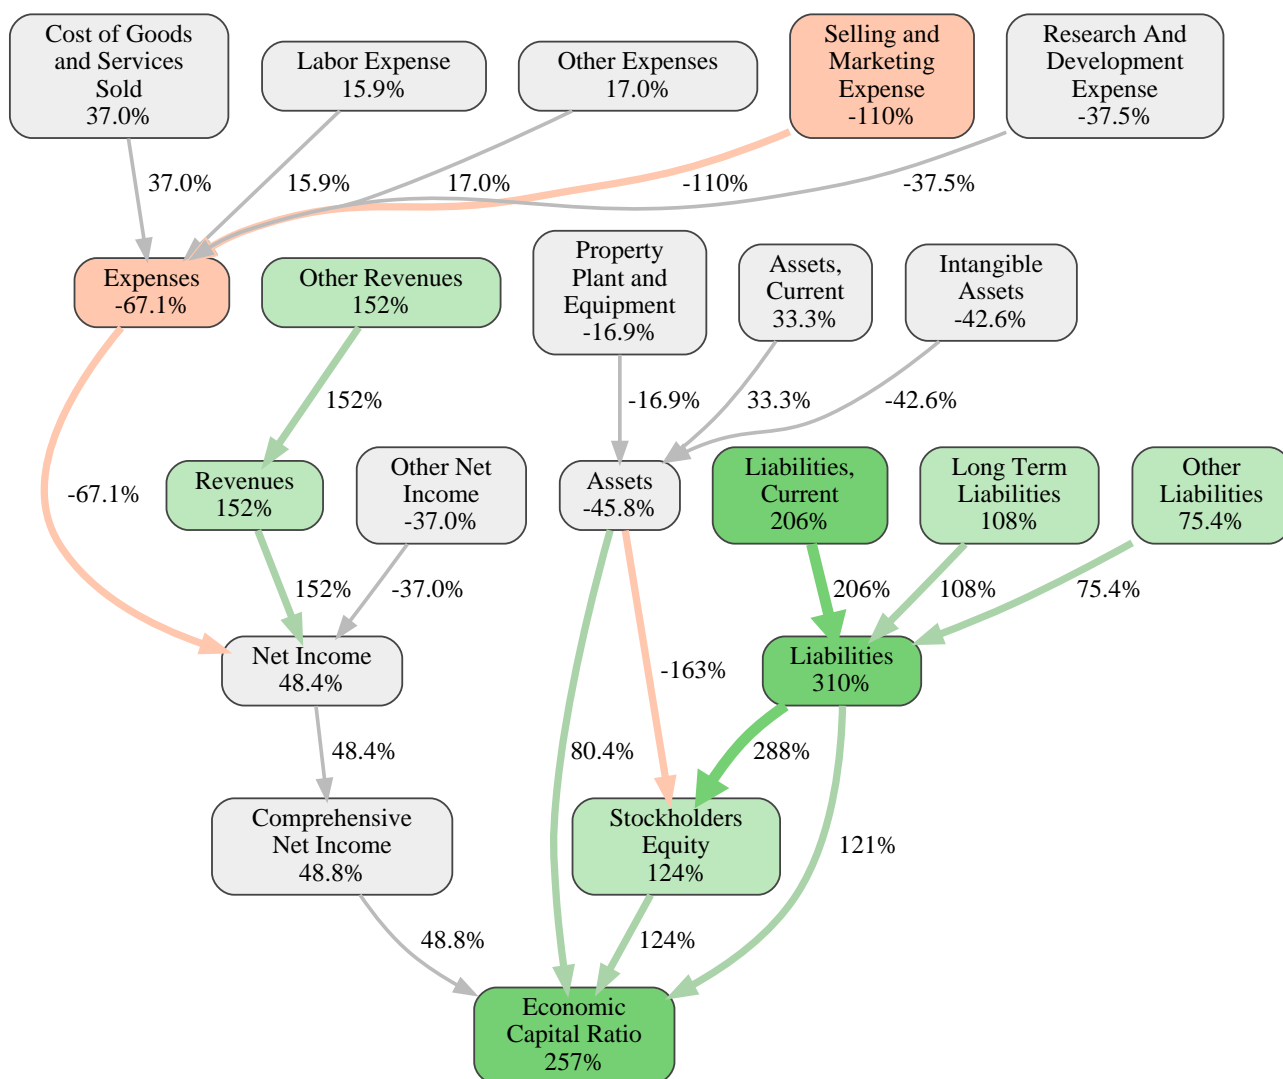 Cost of Goods
and Services
Sold
37.0%
Labor Expense
15.9%
Other Expenses
17.0%
Selling and
Marketing
Expense
-110%
Research And
Development
Expense
-37.5%
37.0%
15.9%
17.0%
-110%
-37.5%
Expenses
-67.1%
Other Revenues
152%
Property
Plant and
Equipment
-16.9%
Assets,
Current
33.3%
Intangible
Assets
-42.6%
152%
-16.9%
33.3%
-42.6%
-67.1%
Revenues
152%
Other Net
Income
-37.0%
Assets
-45.8%
Liabilities,
Current
206%
Long Term
Liabilities
108%
Other
Liabilities
75.4%
152%
-37.0%
206%
108%
75.4%
Net Income
48.4%
-163%
Liabilities
310%
48.4%
80.4%
288%
Comprehensive
Net Income
48.8%
Stockholders
Equity
124%
121%
48.8%
124%
Economic
Capital Ratio
257%